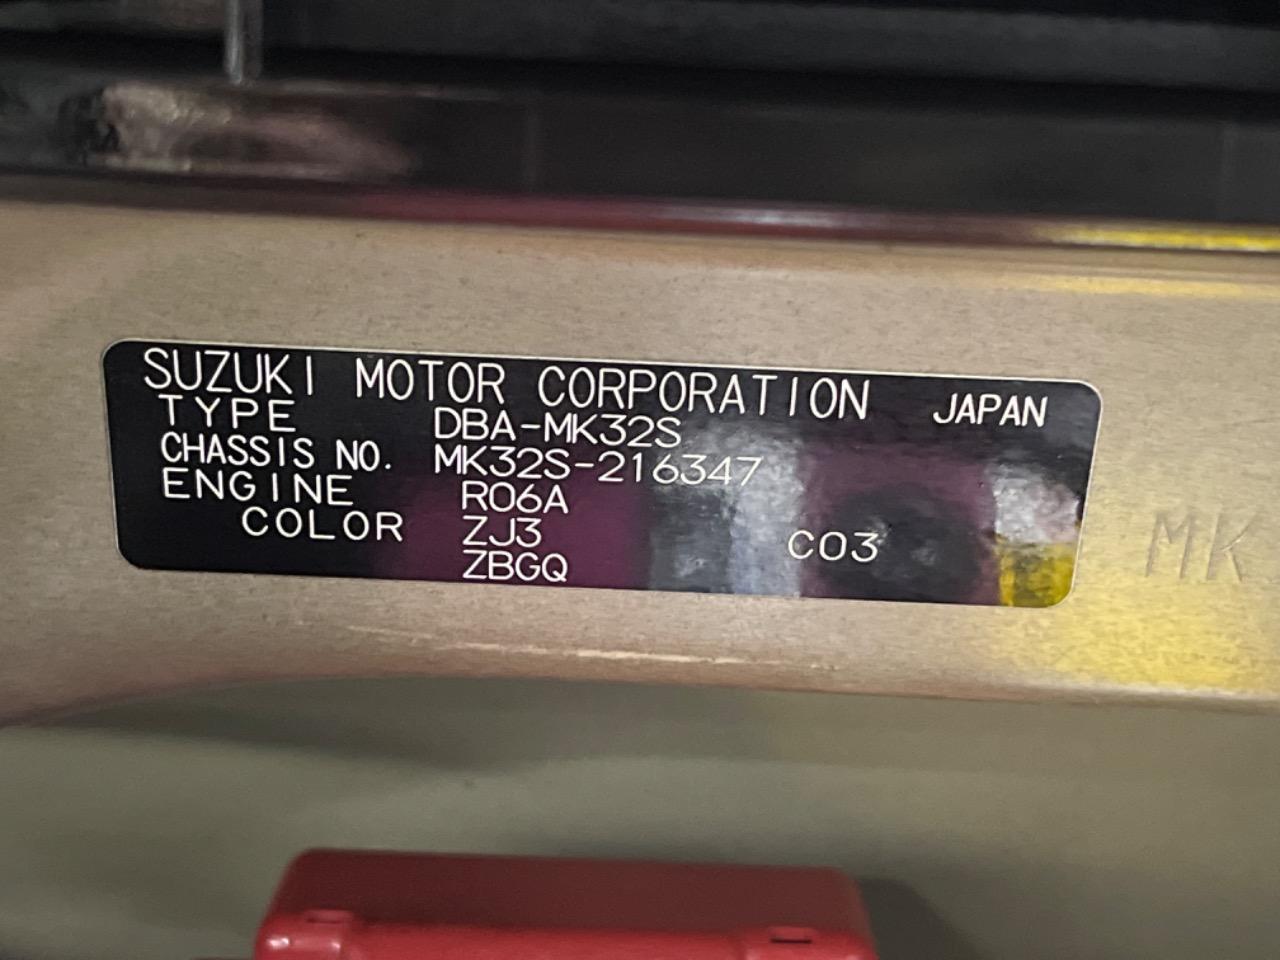 SUZUKI MOTOR CORPORATION JAPAN
TYPE DBA-MK32S
CHASSIS NO. MK32S-216347
ENGINE R06A
COLOR ZJ3 C03
ZBGQ
MK